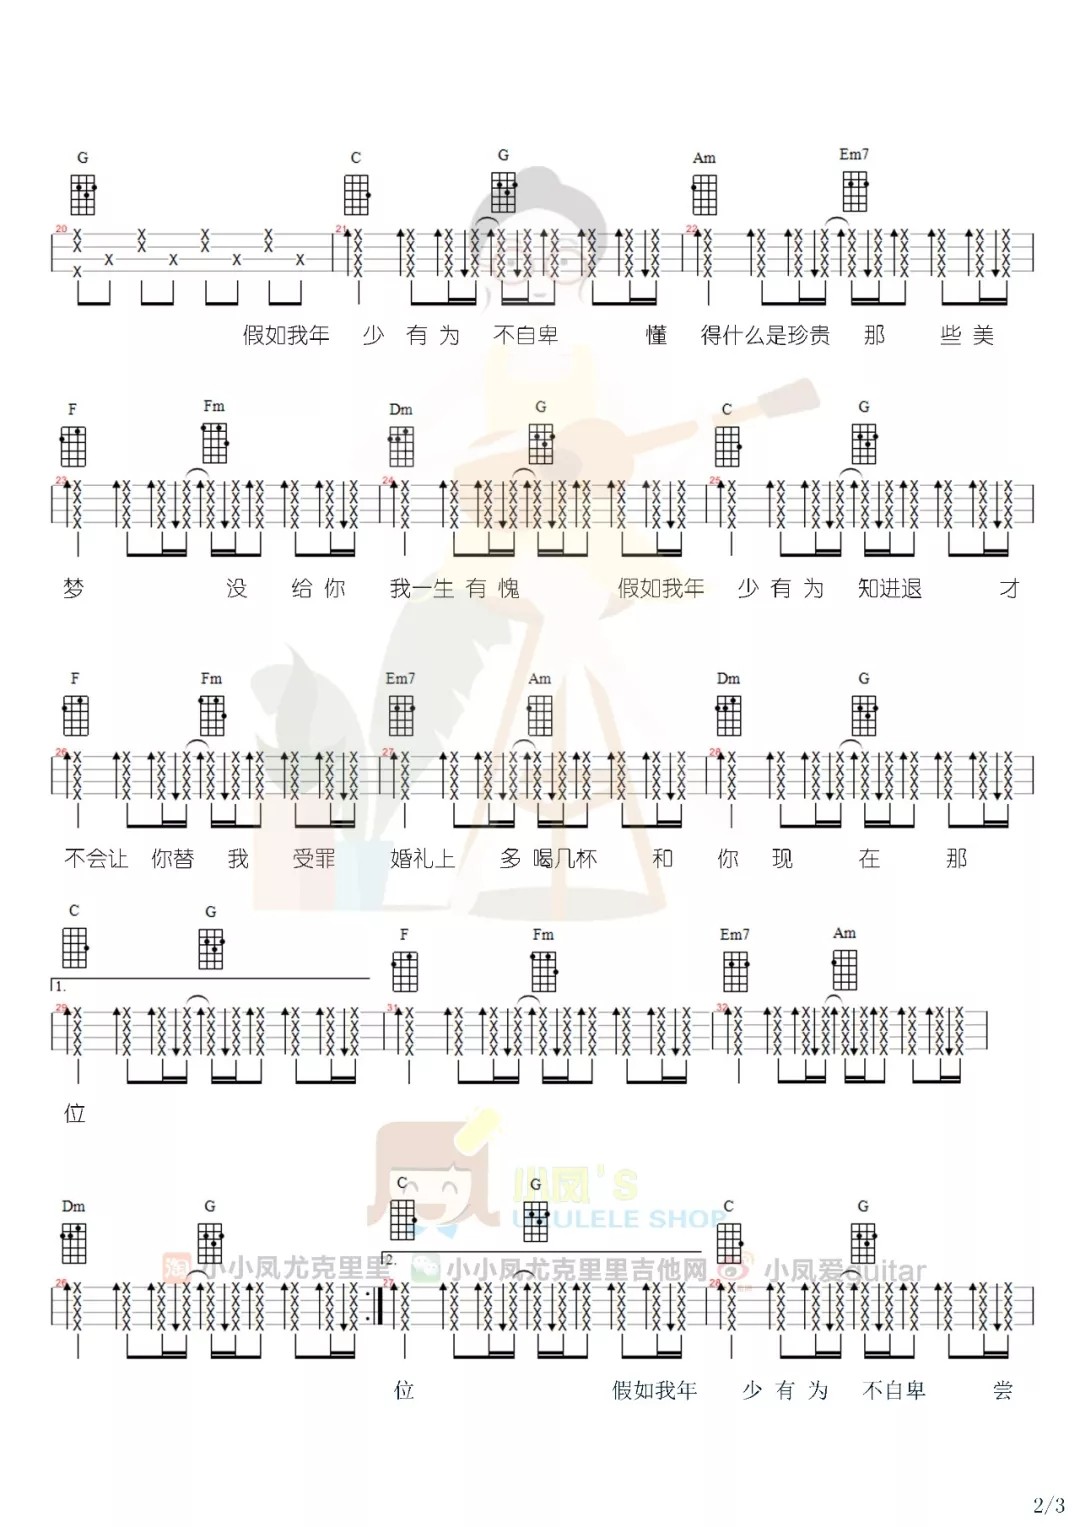 G C G Am Em7
20 21 22
假如我年 少 有 为 不自卑 懂 得什么是珍贵 那 些 美
F Fm Dm G C G
23 24 25
梦 没 给 你 我一生 有 愧 假如我年 少 有 为 知进退 才
F Fm Em7 Am Dm G
26 27 28
不会让 你替 我 受罪 婚礼上 多 喝几杯 和 你 现 在 那
C G F Fm Em7 Am
1.
29 31 32
位
小凤's
UKULELE SHOP
Dm G C G C G
淘 小小凤尤克里里 小小凤尤克里里吉他网 小凤爱guitar
2.
26 27 28
位 假如我年 少 有 为 不自卑 尝
2/3